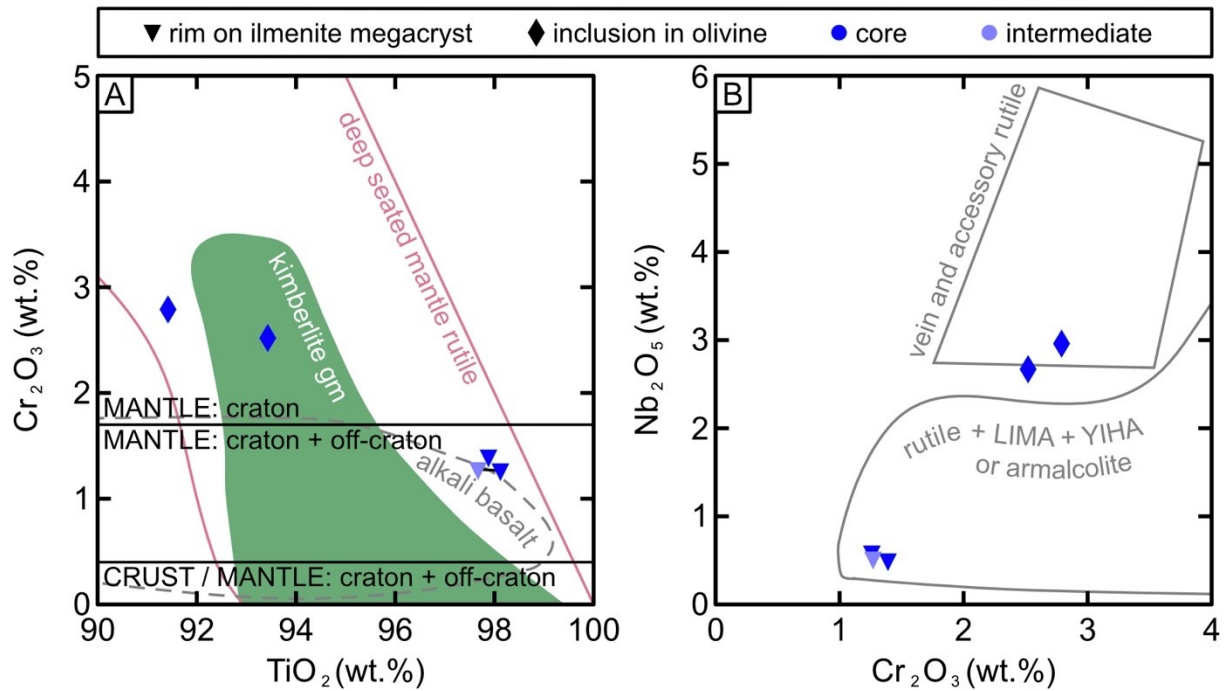 rim on ilmenite megacryst inclusion in olivine core intermediate
A
5
4
3
2
1
0
Cr₂O₃ (wt.%)
90 92 94 96 98 100
TiO₂ (wt.%)
deep seated mantle rutile
kimberlite gm
MANTLE: craton
MANTLE: craton + off-craton
alkali basalt
CRUST / MANTLE: craton + off-craton
B
6
5
4
3
2
1
0
Nb₂O₅ (wt.%)
0 1 2 3 4
Cr₂O₃ (wt.%)
vein and accessory rutile
rutile + LIMA + YIHA
or armalcolite